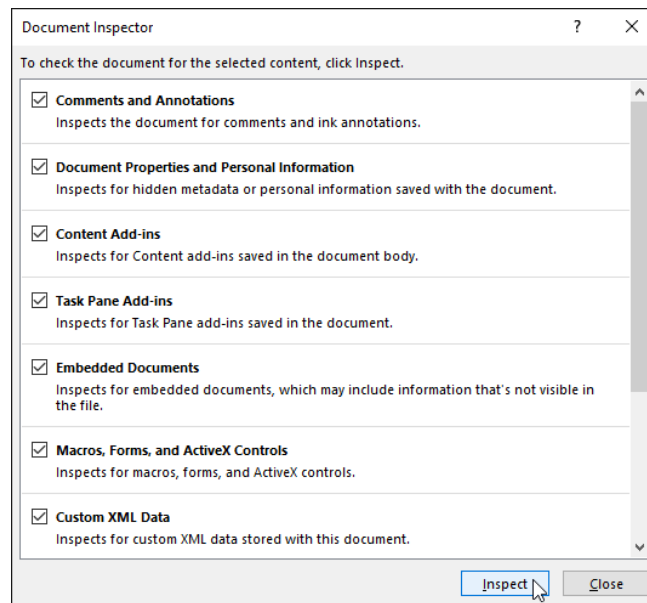 Document Inspector
?
To check the document for the selected content, click Inspect.
Comments and Annotations
Inspects the document for comments and ink annotations.
Document Properties and Personal Information
Inspects for hidden metadata or personal information saved with the document.
Content Add-ins
Inspects for Content add-ins saved in the document body.
Task Pane Add-ins
Inspects for Task Pane add-ins saved in the document.
Embedded Documents
Inspects for embedded documents, which may include information that's not visible in
the file.
Macros, Forms, and ActiveX Controls
Inspects for macros, forms, and ActiveX controls.
Custom XML Data
Inspects for custom XML data stored with this document.
Inspect
Close